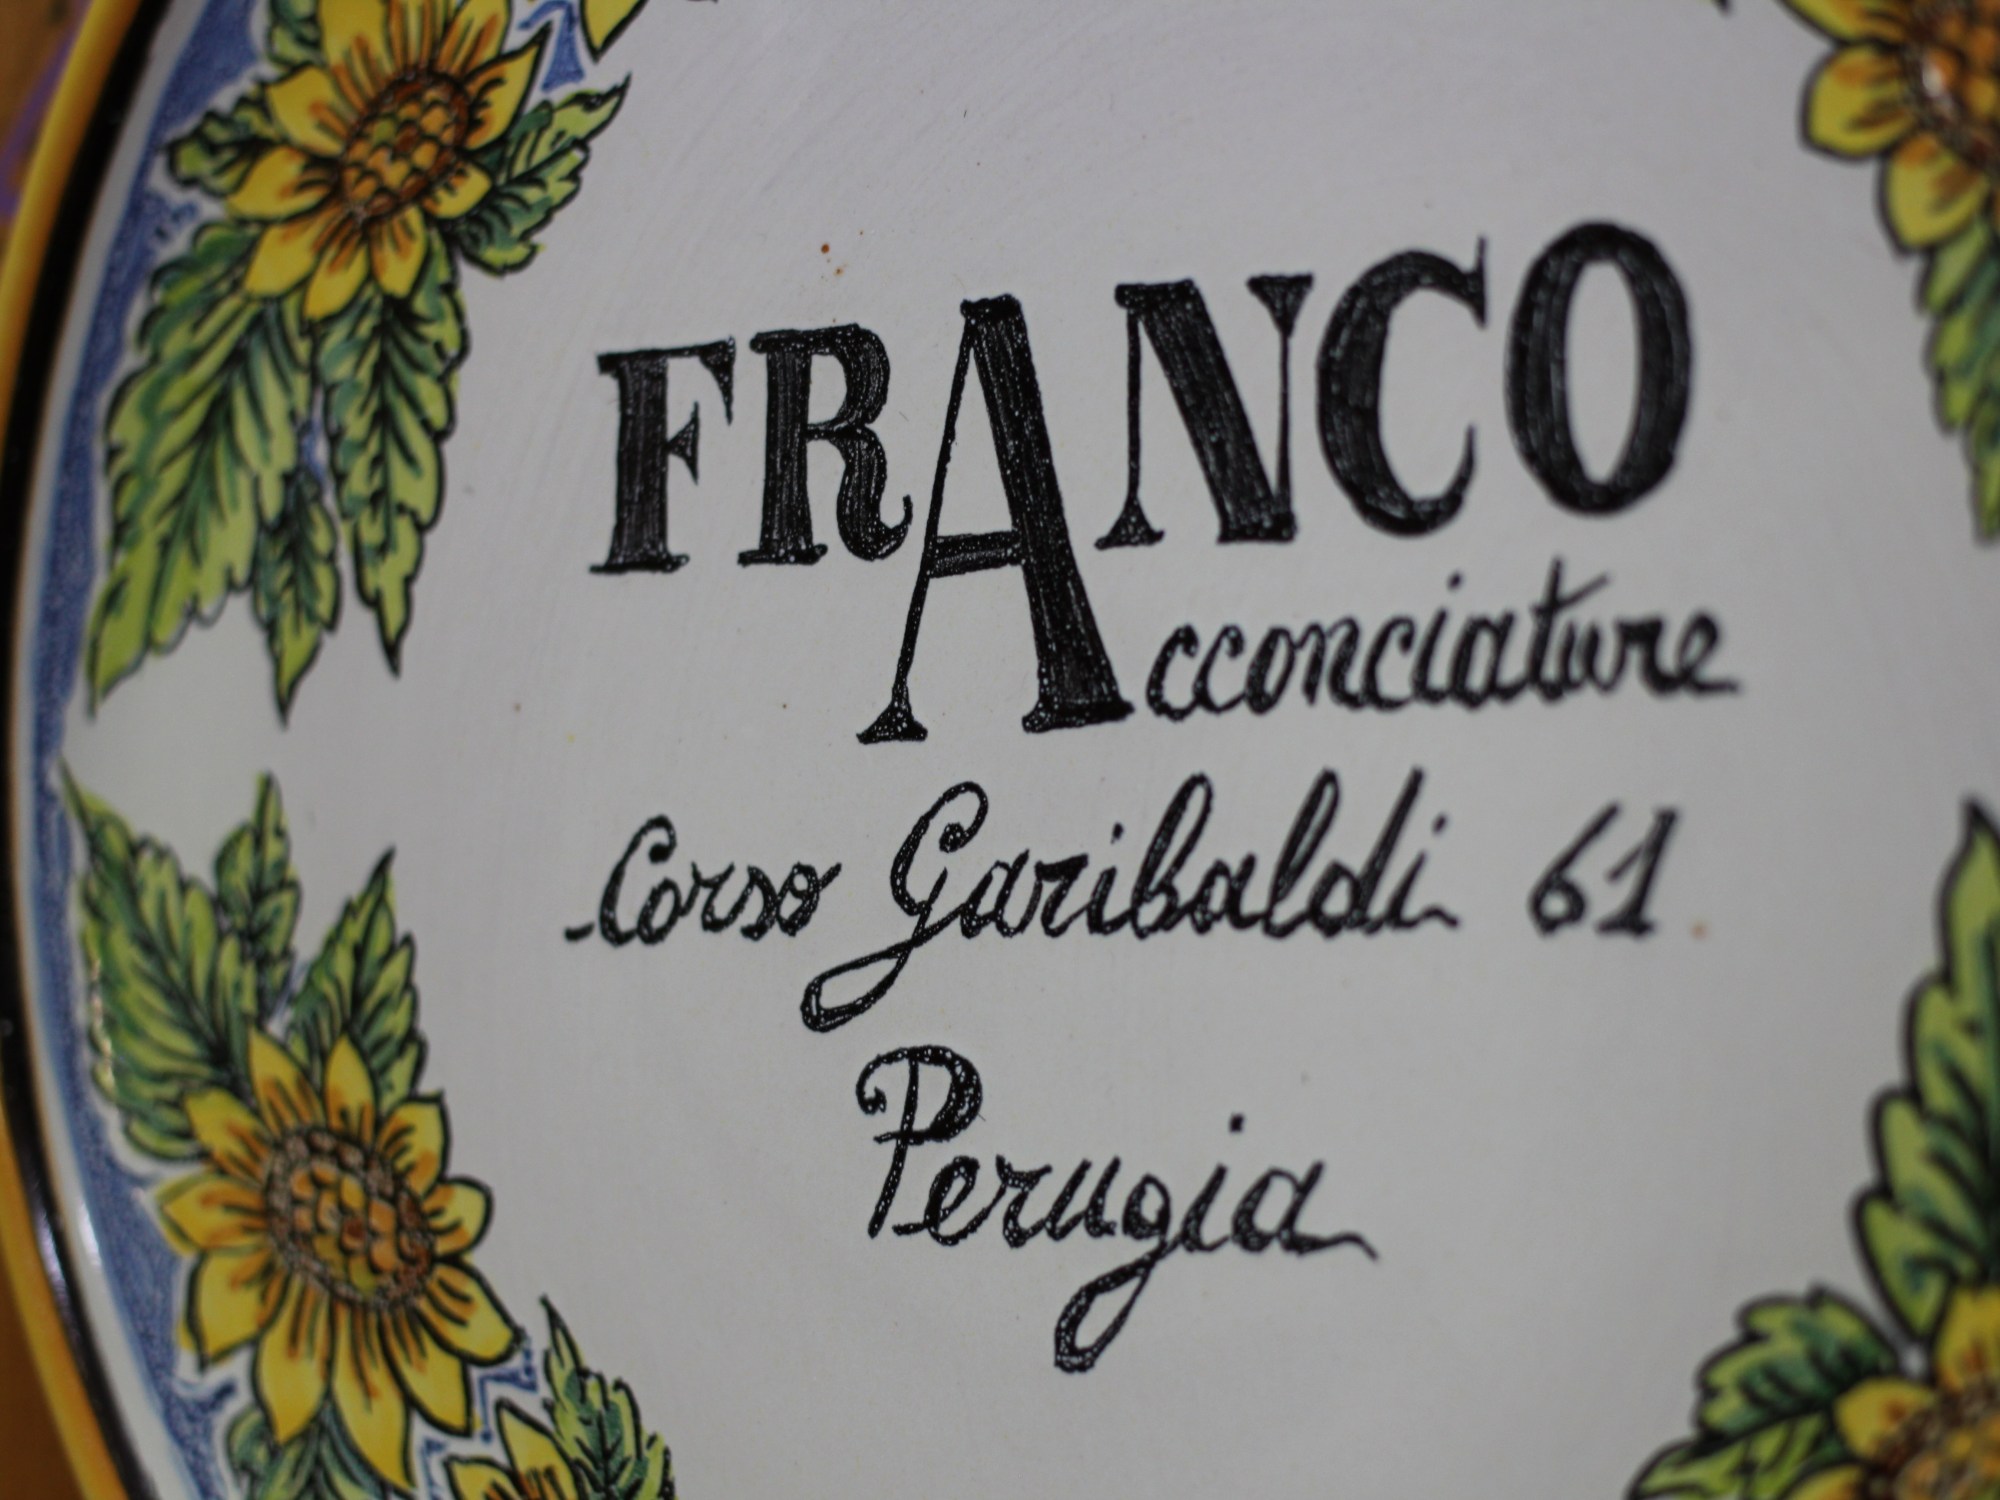 FRANCO
Acconciature
Corso Garibaldi 61
Perugia